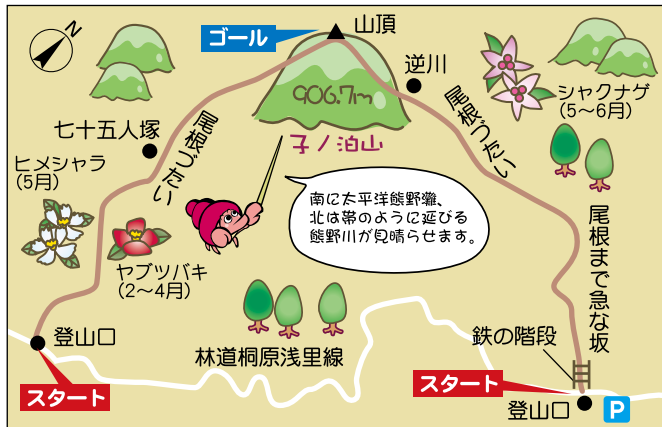 N
ゴール
山頂
逆川
906.7m
子ノ泊山
尾根づたい
尾根づたい
シャクナゲ
(5〜6月)
七十五人塚
ヒメシャラ
(5月)
ヤブツバキ
(2〜4月)
南に太平洋熊野灘、
北は帯のように延びる
熊野川が見晴らせます。
尾根まで急な坂
登山口
スタート
林道桐原浅里線
鉄の階段
スタート
登山口
P